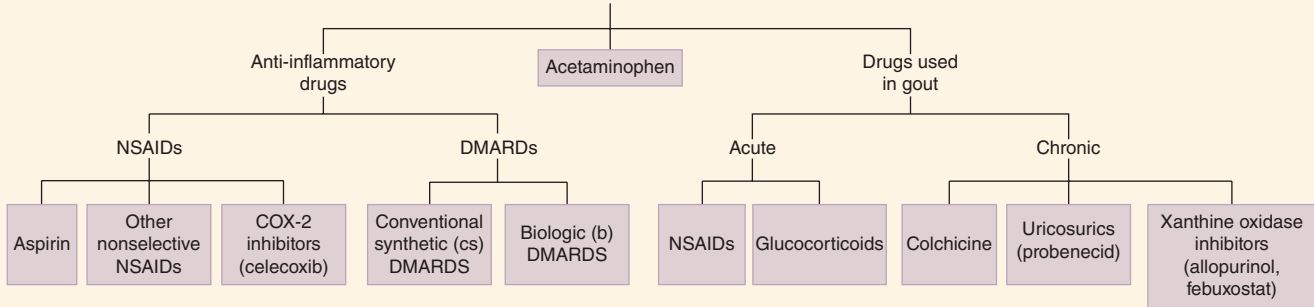 Anti-inflammatory
drugs
Acetaminophen
Drugs used
in gout
NSAIDs
DMARDs
Acute
Chronic
Aspirin
Other
nonselective
NSAIDs
COX-2
inhibitors
(celecoxib)
Conventional
synthetic (cs)
DMARDS
Biologic (b)
DMARDS
NSAIDs
Glucocorticoids
Colchicine
Uricosurics
(probenecid)
Xanthine oxidase
inhibitors
(allopurinol,
febuxostat)